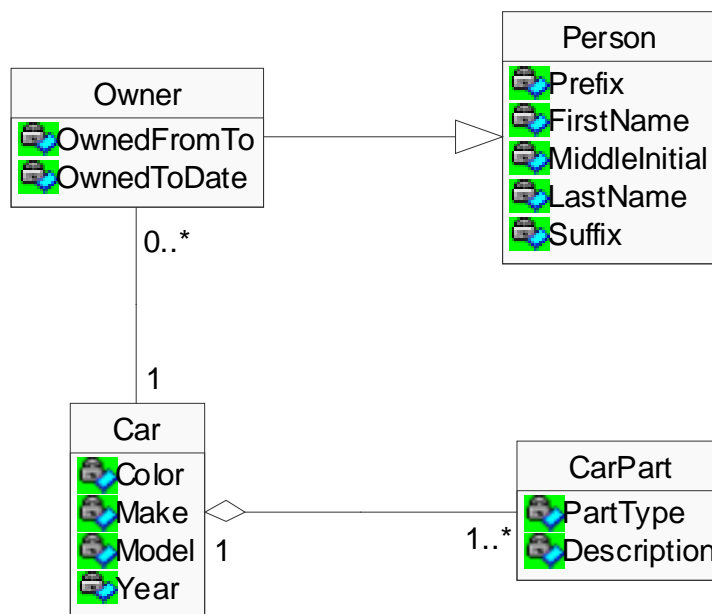 Person
Prefix
FirstName
MiddleInitial
LastName
Suffix
Owner
OwnedFromTo
OwnedToDate
0..*
1
Car
Color
Make
Model
Year
1
1..*
CarPart
PartType
Description